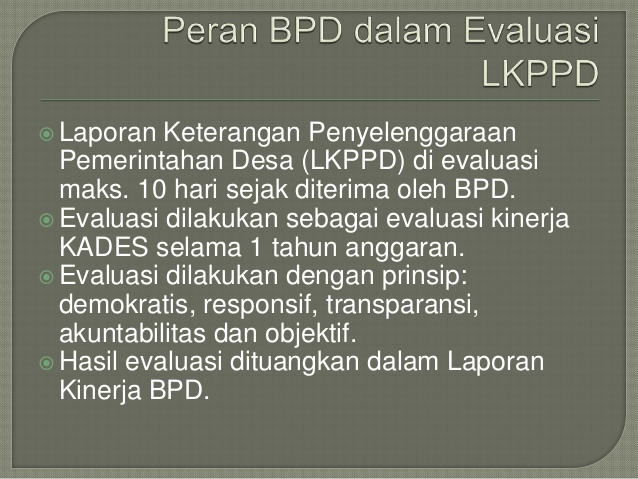 Peran BPD dalam Evaluasi
LKPPD
Laporan Keterangan Penyelenggaraan
Pemerintahan Desa (LKPPD) di evaluasi
maks. 10 hari sejak diterima oleh BPD.
Evaluasi dilakukan sebagai evaluasi kinerja
KADES selama 1 tahun anggaran.
Evaluasi dilakukan dengan prinsip:
demokratis, responsif, transparansi,
akuntabilitas dan objektif.
Hasil evaluasi dituangkan dalam Laporan
Kinerja BPD.